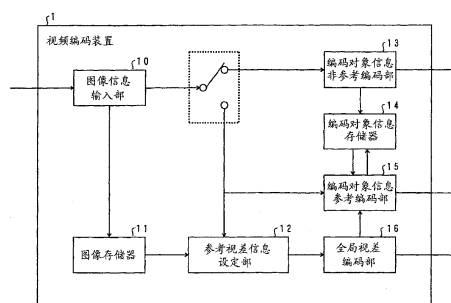 1
视频编码装置
10
图像信息
输入部
13
编码对象信息
非参考编码部
14
编码对象信息
存储器
15
编码对象信息
参考编码部
11
图像存储器
12
参考视差信息
设定部
16
全局视差
编码部